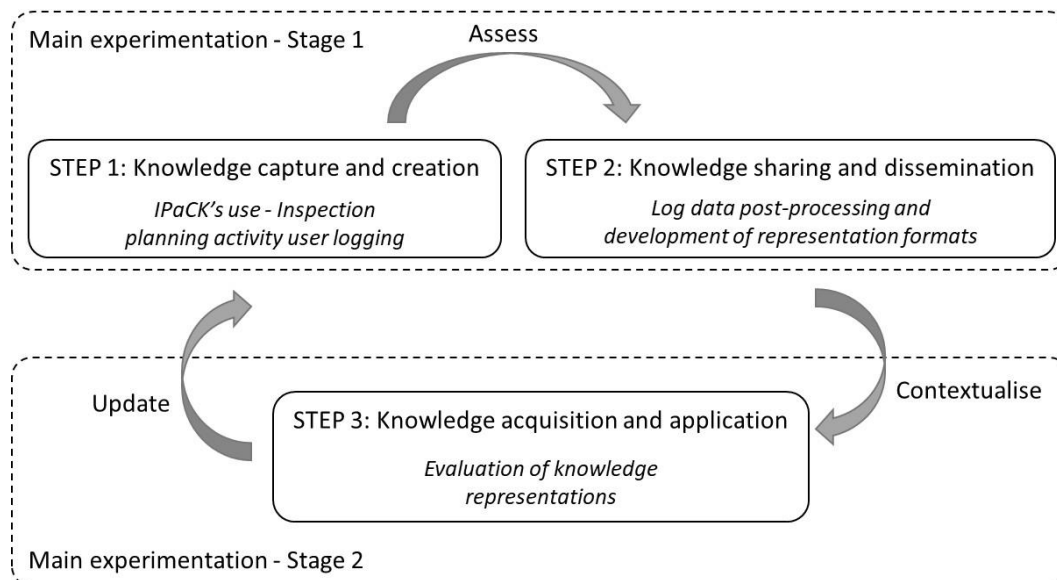 Main experimentation - Stage 1
Assess
STEP 1: Knowledge capture and creation
IPaCK's use - Inspection
planning activity user logging
STEP 2: Knowledge sharing and dissemination
Log data post-processing and
development of representation formats
Update
Contextualise
STEP 3: Knowledge acquisition and application
Evaluation of knowledge
representations
Main experimentation - Stage 2